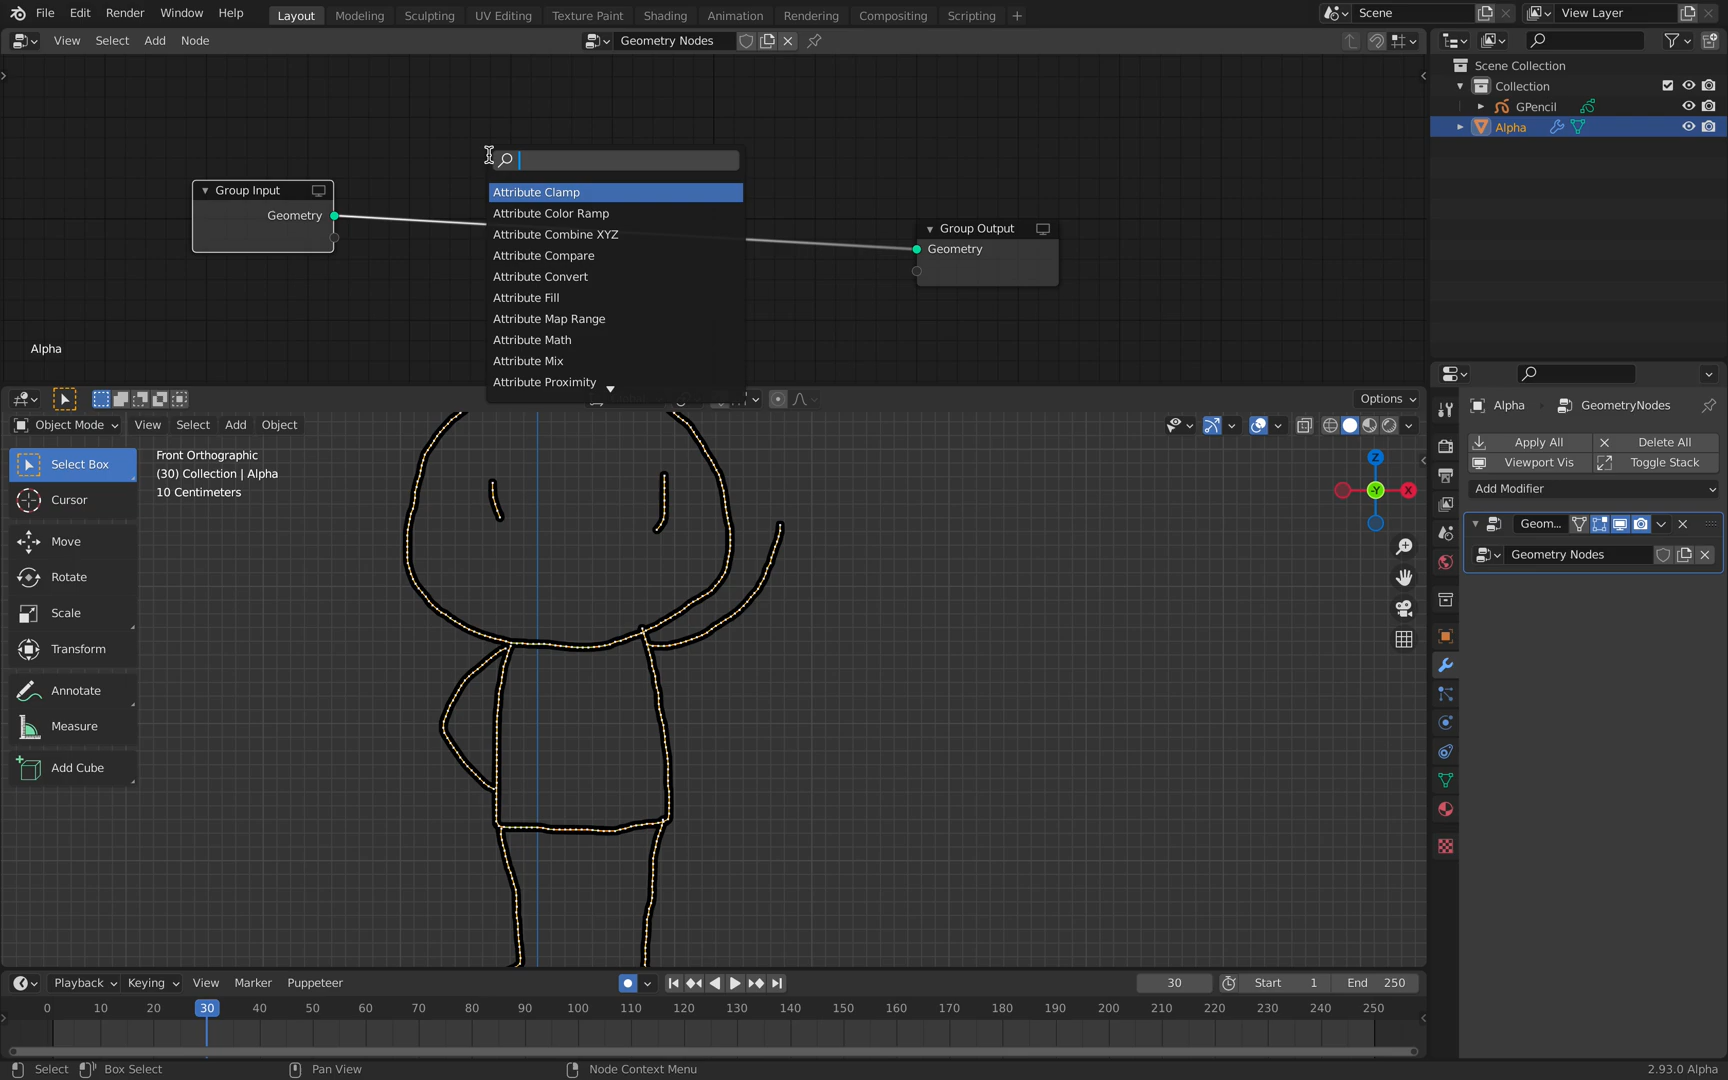 File Edit Render Window Help Layout Modeling Sculpting UV Editing Texture Paint Shading Animation Rendering Compositing Scripting + Scene View Layer
View Select Add Node Geometry Nodes
Scene Collection
Collection
GPencil
Alpha
Group Input
Geometry
Attribute Clamp
Attribute Color Ramp
Attribute Combine XYZ
Attribute Compare
Attribute Convert
Attribute Fill
Attribute Map Range
Attribute Math
Attribute Mix
Attribute Proximity
Group Output
Geometry
Alpha
Options
Object Mode View Select Add Object
Front Orthographic
(30) Collection | Alpha
10 Centimeters
Select Box
Cursor
Move
Rotate
Scale
Transform
Annotate
Measure
Add Cube
Z
-Y
X
Alpha GeometryNodes
Apply All Delete All
Viewport Vis Toggle Stack
Add Modifier
Geom...
Geometry Nodes
Playback Keying View Marker Puppeteer 30 Start 1 End 250
0 10 20 30 40 50 60 70 80 90 100 110 120 130 140 150 160 170 180 190 200 210 220 230 240 250
Select Box Select Pan View Node Context Menu 2.93.0 Alpha